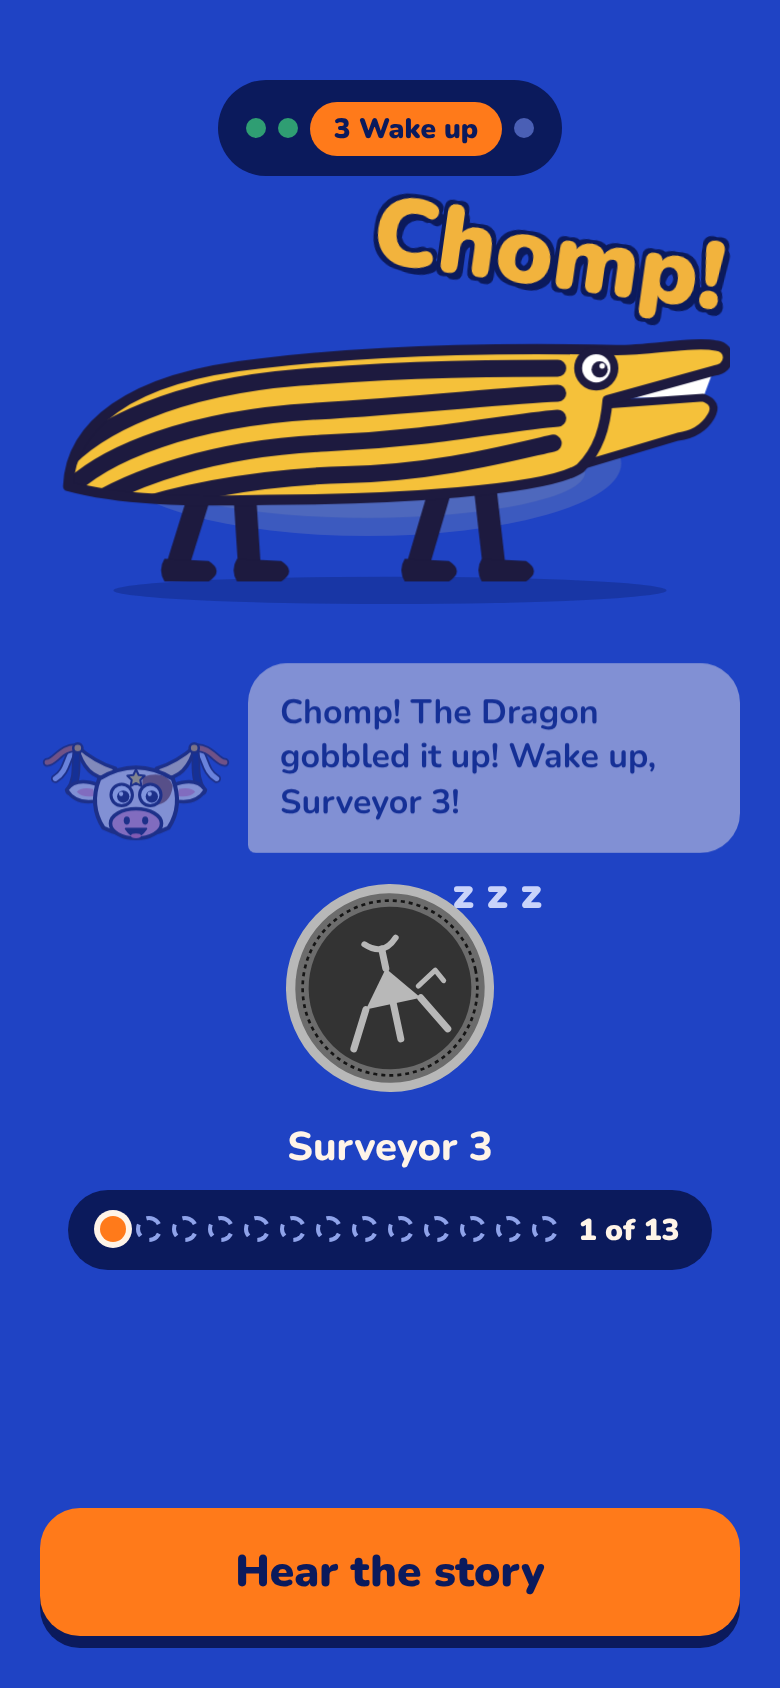 3 Wake up
Chomp!
Chomp! The Dragon
gobbled it up! Wake up,
Surveyor 3!
z z z
Surveyor 3
1 of 13
Hear the story